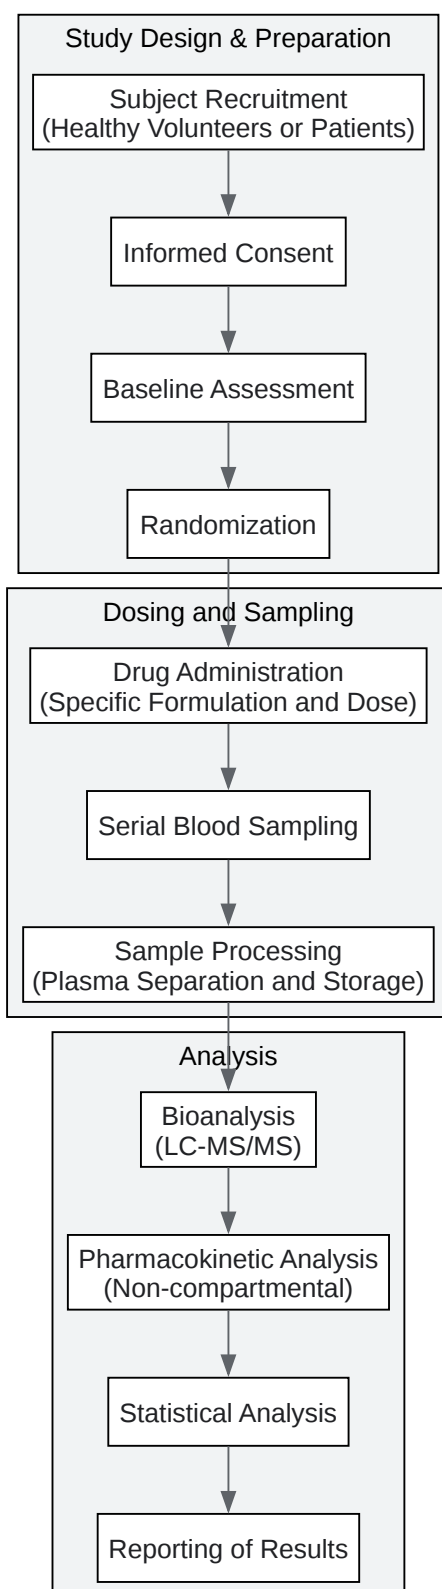 Study Design & Preparation
Subject Recruitment
(Healthy Volunteers or Patients)
Informed Consent
Baseline Assessment
Randomization
Dosing and Sampling
Drug Administration
(Specific Formulation and Dose)
Serial Blood Sampling
Sample Processing
(Plasma Separation and Storage)
Analysis
Bioanalysis
(LC-MS/MS)
Pharmacokinetic Analysis
(Non-compartmental)
Statistical Analysis
Reporting of Results